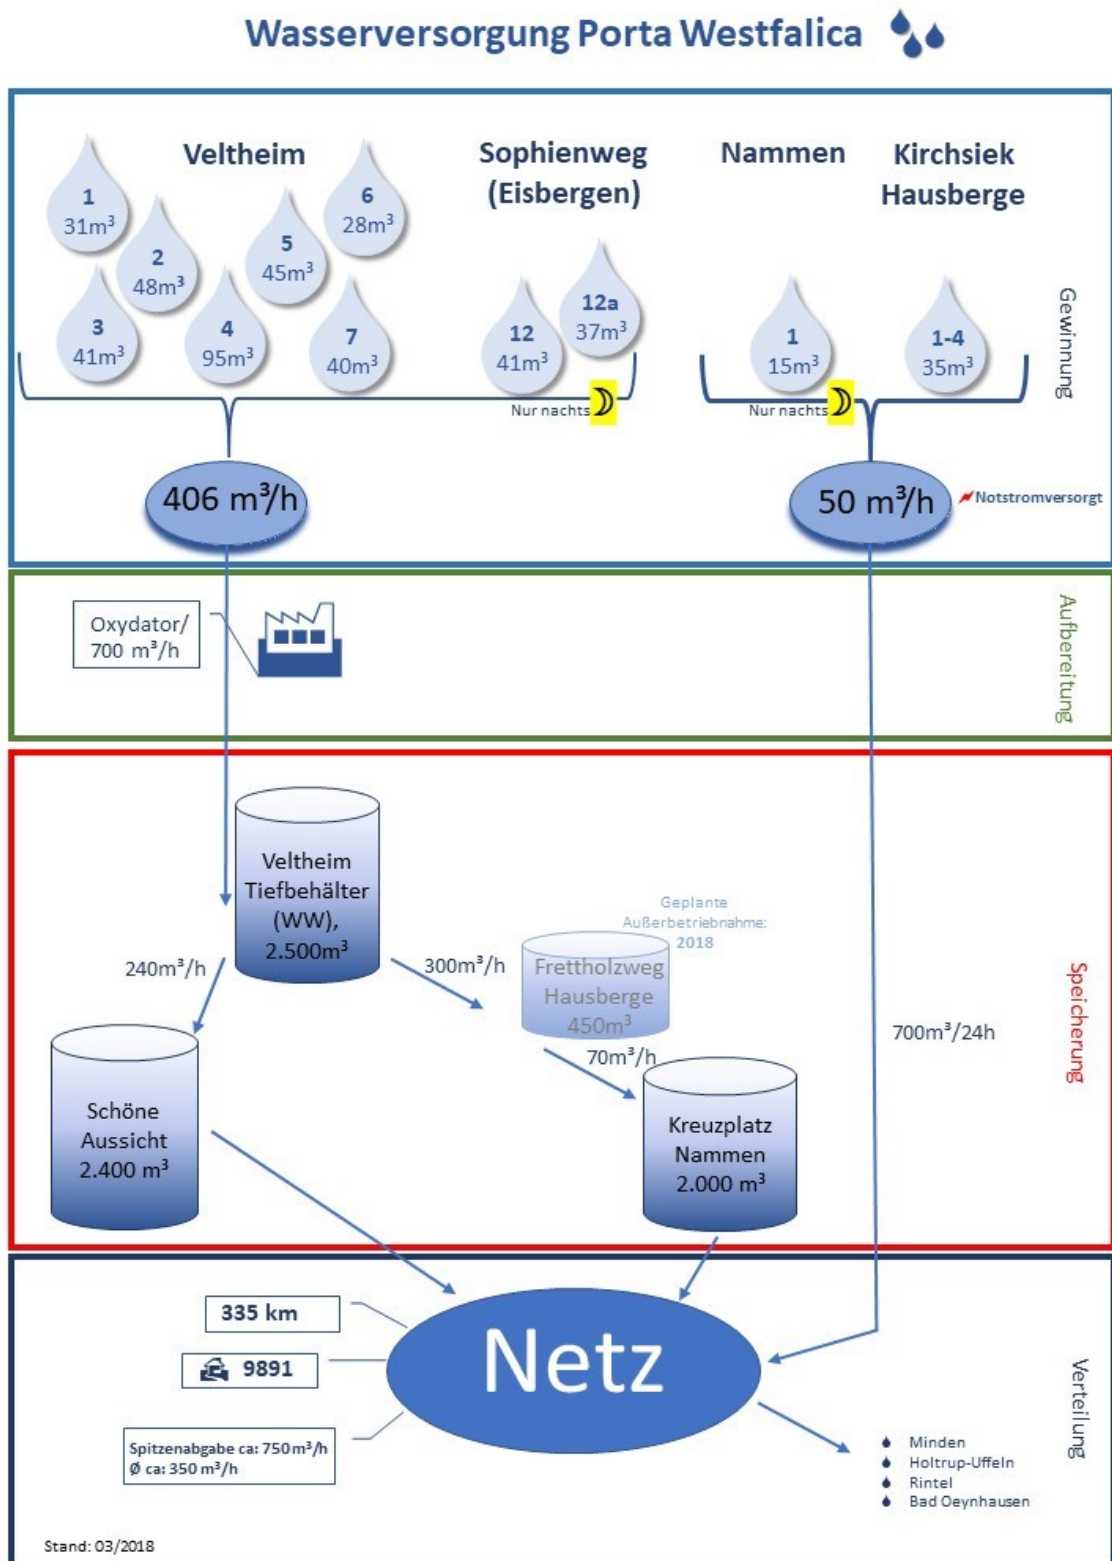 Wasserversorgung Porta Westfalica
Veltheim
1
31m³
2
48m³
3
41m³
4
95m³
5
45m³
6
28m³
7
40m³
Sophienweg
(Eisbergen)
12
41m³
12a
37m³
Nur nachts
Nammen
1
15m³
Nur nachts
Kirchsiek
Hausberge
1-4
35m³
Gewinnung
406 m³/h
50 m³/h
Notstromversorgt
Oxydator/
700 m³/h
Aufbereitung
Veltheim
Tiefbehälter
(WW),
2.500m³
240m³/h
300m³/h
Geplante
Außerbetriebnahme:
2018
Frettholzweg
Hausberge
450m³
70m³/h
700m³/24h
Schöne
Aussicht
2.400 m³
Kreuzplatz
Nammen
2.000 m³
Speicherung
335 km
9891
Spitzenabgabe ca: 750 m³/h
Ø ca: 350 m³/h
Netz
Minden
Holtrup-Uffeln
Rintel
Bad Oeynhausen
Verteilung
Stand: 03/2018